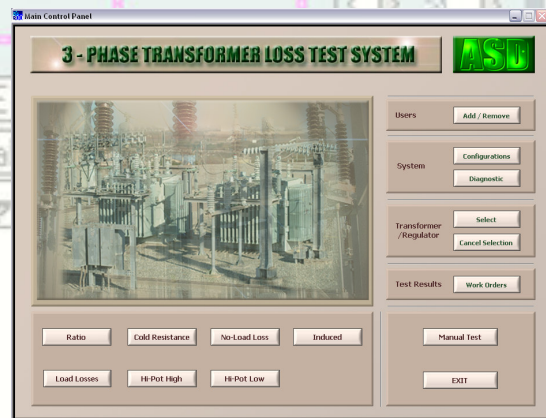 Main Control Panel
3 - PHASE TRANSFORMER LOSS TEST SYSTEM
ASD
Users
Add / Remove
System
Configurations
Diagnostic
Transformer
/Regulator
Select
Cancel Selection
Test Results
Work Orders
Ratio
Cold Resistance
No-Load Loss
Induced
Load Losses
Hi-Pot High
Hi-Pot Low
Manual Test
EXIT